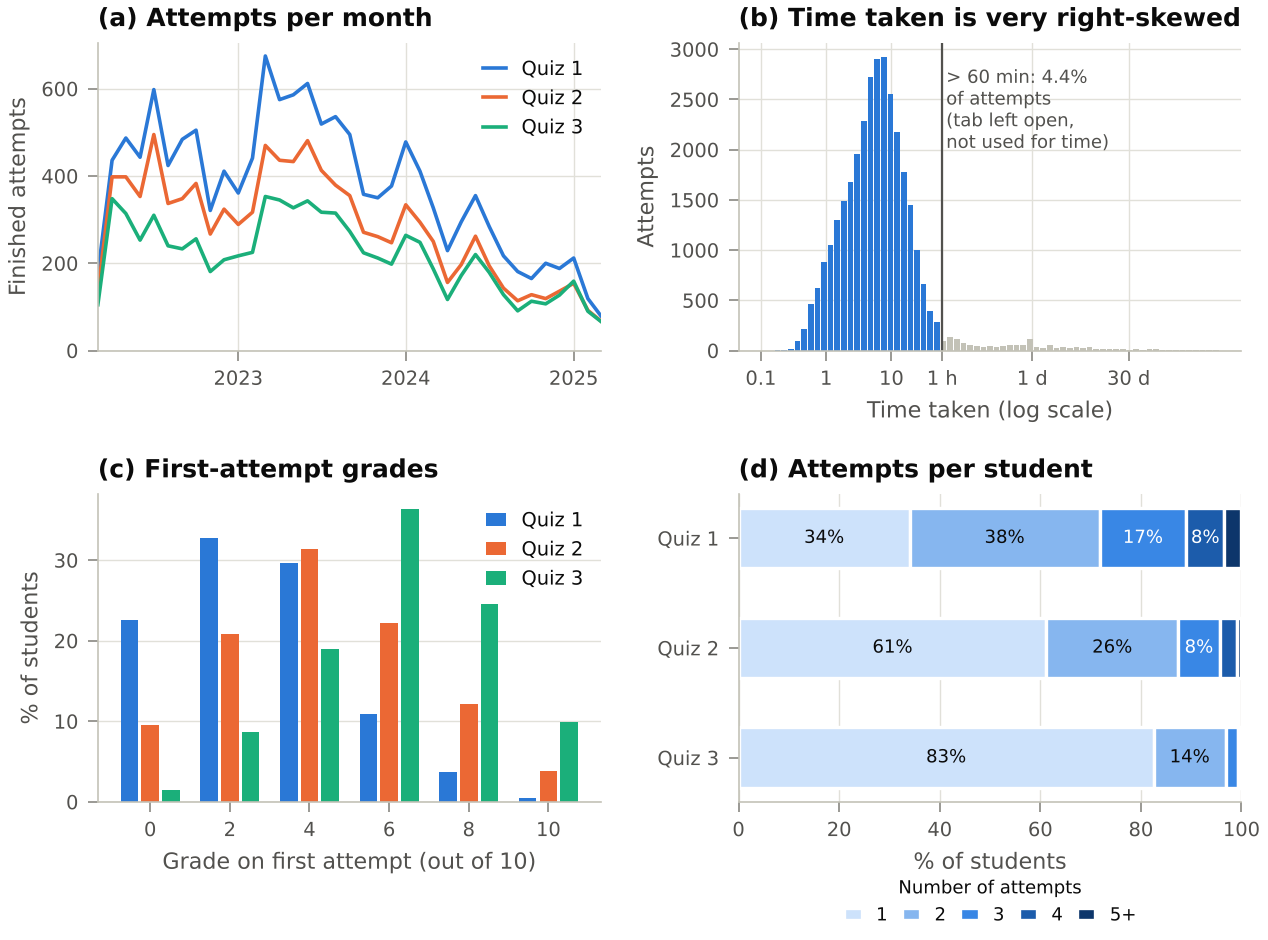 (a) Attempts per month
Finished attempts
600
400
200
0
2023
2024
2025
Quiz 1
Quiz 2
Quiz 3
(b) Time taken is very right-skewed
Attempts
3000
2500
2000
1500
1000
500
0
> 60 min: 4.4%
of attempts
(tab left open,
not used for time)
0.1
1
10
1 h
1 d
30 d
Time taken (log scale)
(c) First-attempt grades
% of students
30
20
10
0
Quiz 1
Quiz 2
Quiz 3
0
2
4
6
8
10
Grade on first attempt (out of 10)
(d) Attempts per student
Quiz 1
34%
38%
17%
8%
Quiz 2
61%
26%
8%
Quiz 3
83%
14%
0
20
40
60
80
100
% of students
Number of attempts
1
2
3
4
5+